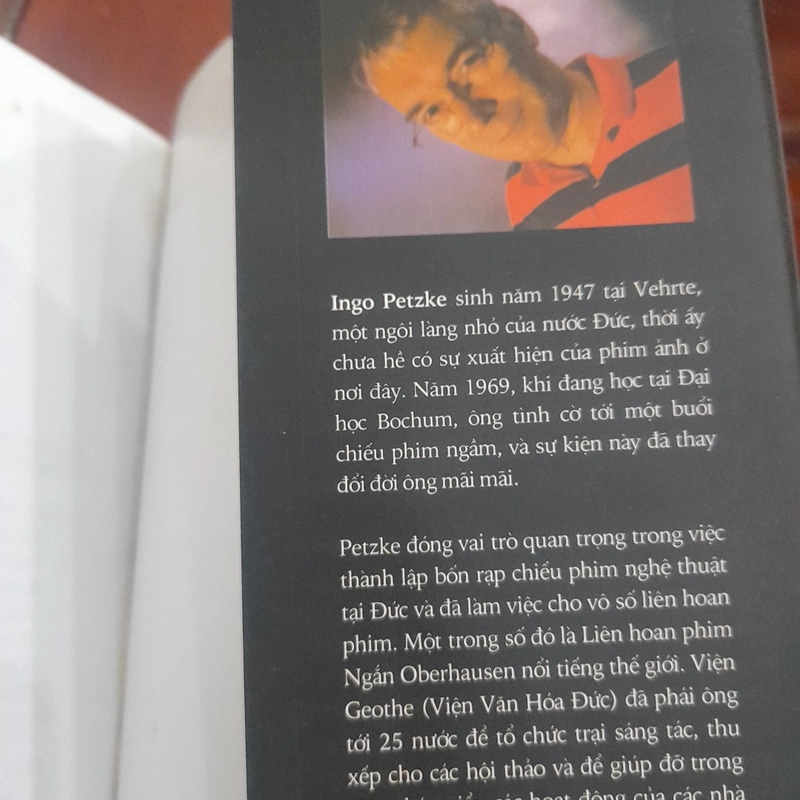 Ingo Petzke sinh năm 1947 tại Vehrte,
một ngôi làng nhỏ của nước Đức, thời ấy
chưa hề có sự xuất hiện của phim ảnh ở
nơi đây. Năm 1969, khi đang học tại Đại
học Bochum, ông tình cờ tới một buổi
chiếu phim ngầm, và sự kiện này đã thay
đổi đời ông mãi mãi.
Petzke đóng vai trò quan trọng trong việc
thành lập bốn rạp chiếu phim nghệ thuật
tại Đức và đã làm việc cho vô số liên hoan
phim. Một trong số đó là Liên hoan phim
Ngắn Oberhausen nổi tiếng thế giới. Viện
Geothe (Viện Văn Hóa Đức) đã phái ông
tới 25 nước để tổ chức trại sáng tác, thu
xếp cho các hội thảo và để giúp đỡ trong
các hoạt động của các nhà